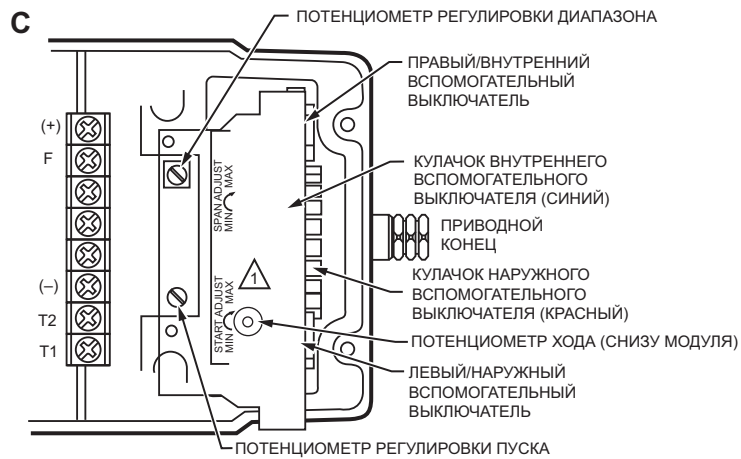 C
ПОТЕНЦИОМЕТР РЕГУЛИРОВКИ ДИАПАЗОНА
ПРАВЫЙ/ВНУТРЕННИЙ
ВСПОМОГАТЕЛЬНЫЙ
ВЫКЛЮЧАТЕЛЬ
(+)
F
(–)
T2
T1
SPAN ADJUST
MIN MAX
START ADJUST
MIN MAX
1
КУЛАЧОК ВНУТРЕННЕГО
ВСПОМОГАТЕЛЬНОГО
ВЫКЛЮЧАТЕЛЯ (СИНИЙ)
ПРИВОДНОЙ
КОНЕЦ
КУЛАЧОК НАРУЖНОГО
ВСПОМОГАТЕЛЬНОГО
ВЫКЛЮЧАТЕЛЯ (КРАСНЫЙ)
ПОТЕНЦИОМЕТР ХОДА (СНИЗУ МОДУЛЯ)
ЛЕВЫЙ/НАРУЖНЫЙ
ВСПОМОГАТЕЛЬНЫЙ
ВЫКЛЮЧАТЕЛЬ
ПОТЕНЦИОМЕТР РЕГУЛИРОВКИ ПУСКА